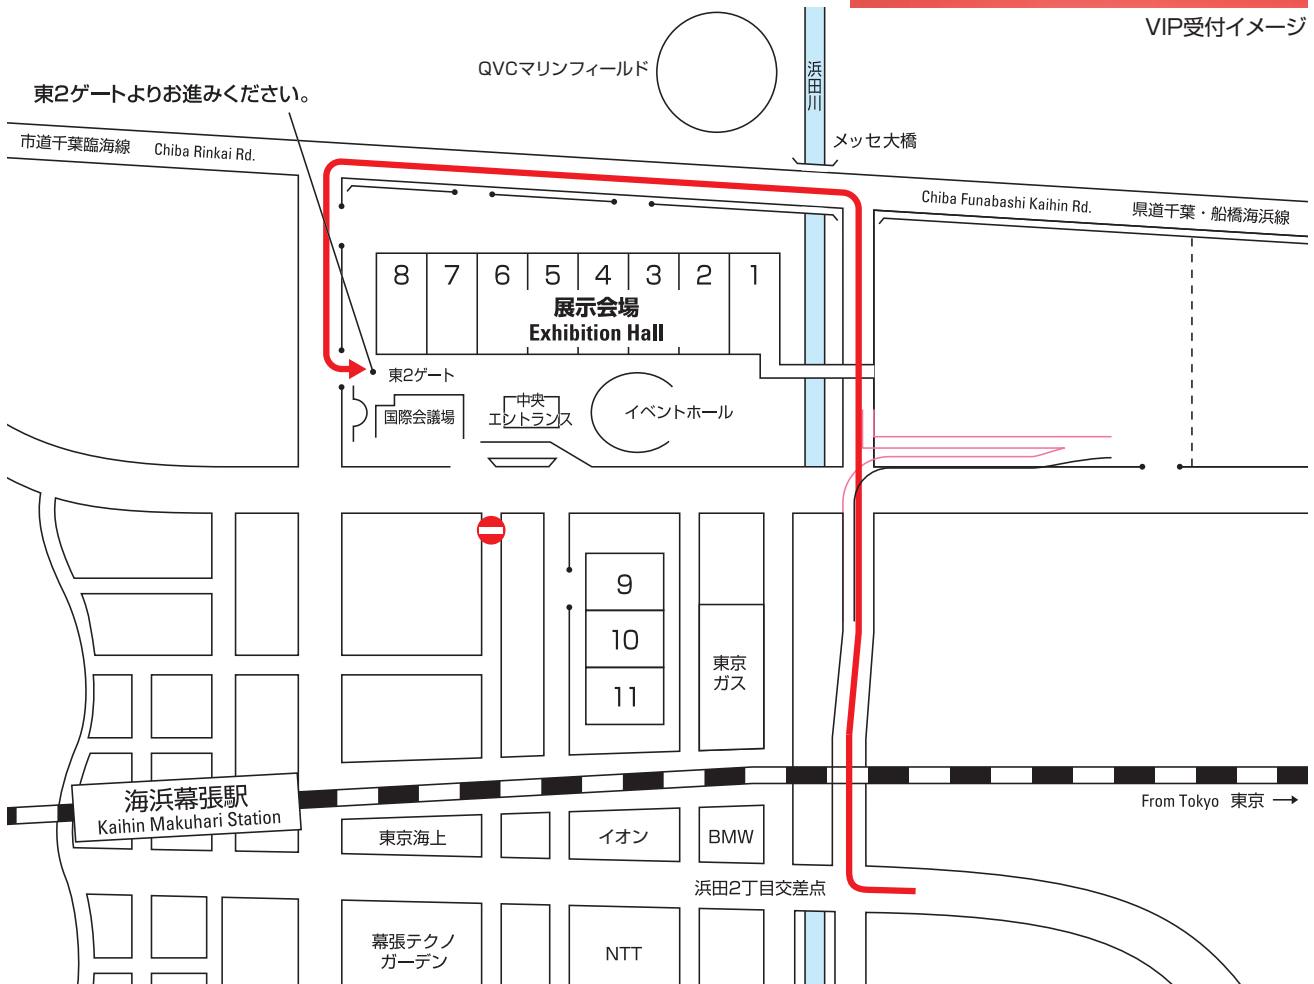 VIP受付イメージ
QVCマリンフィールド
浜田川
東2ゲートよりお進みください。
メッセ大橋
市道千葉臨海線 Chiba Rinkai Rd.
Chiba Funabashi Kaihin Rd. 県道千葉・船橋海浜線
8 7 6 5 4 3 2 1
展示会場
Exhibition Hall
東2ゲート
国際会議場
中央
エントランス
イベントホール
9
10
11
東京
ガス
海浜幕張駅
Kaihin Makuhari Station
From Tokyo 東京 →
東京海上
イオン
BMW
浜田2丁目交差点
幕張テクノ
ガーデン
NTT